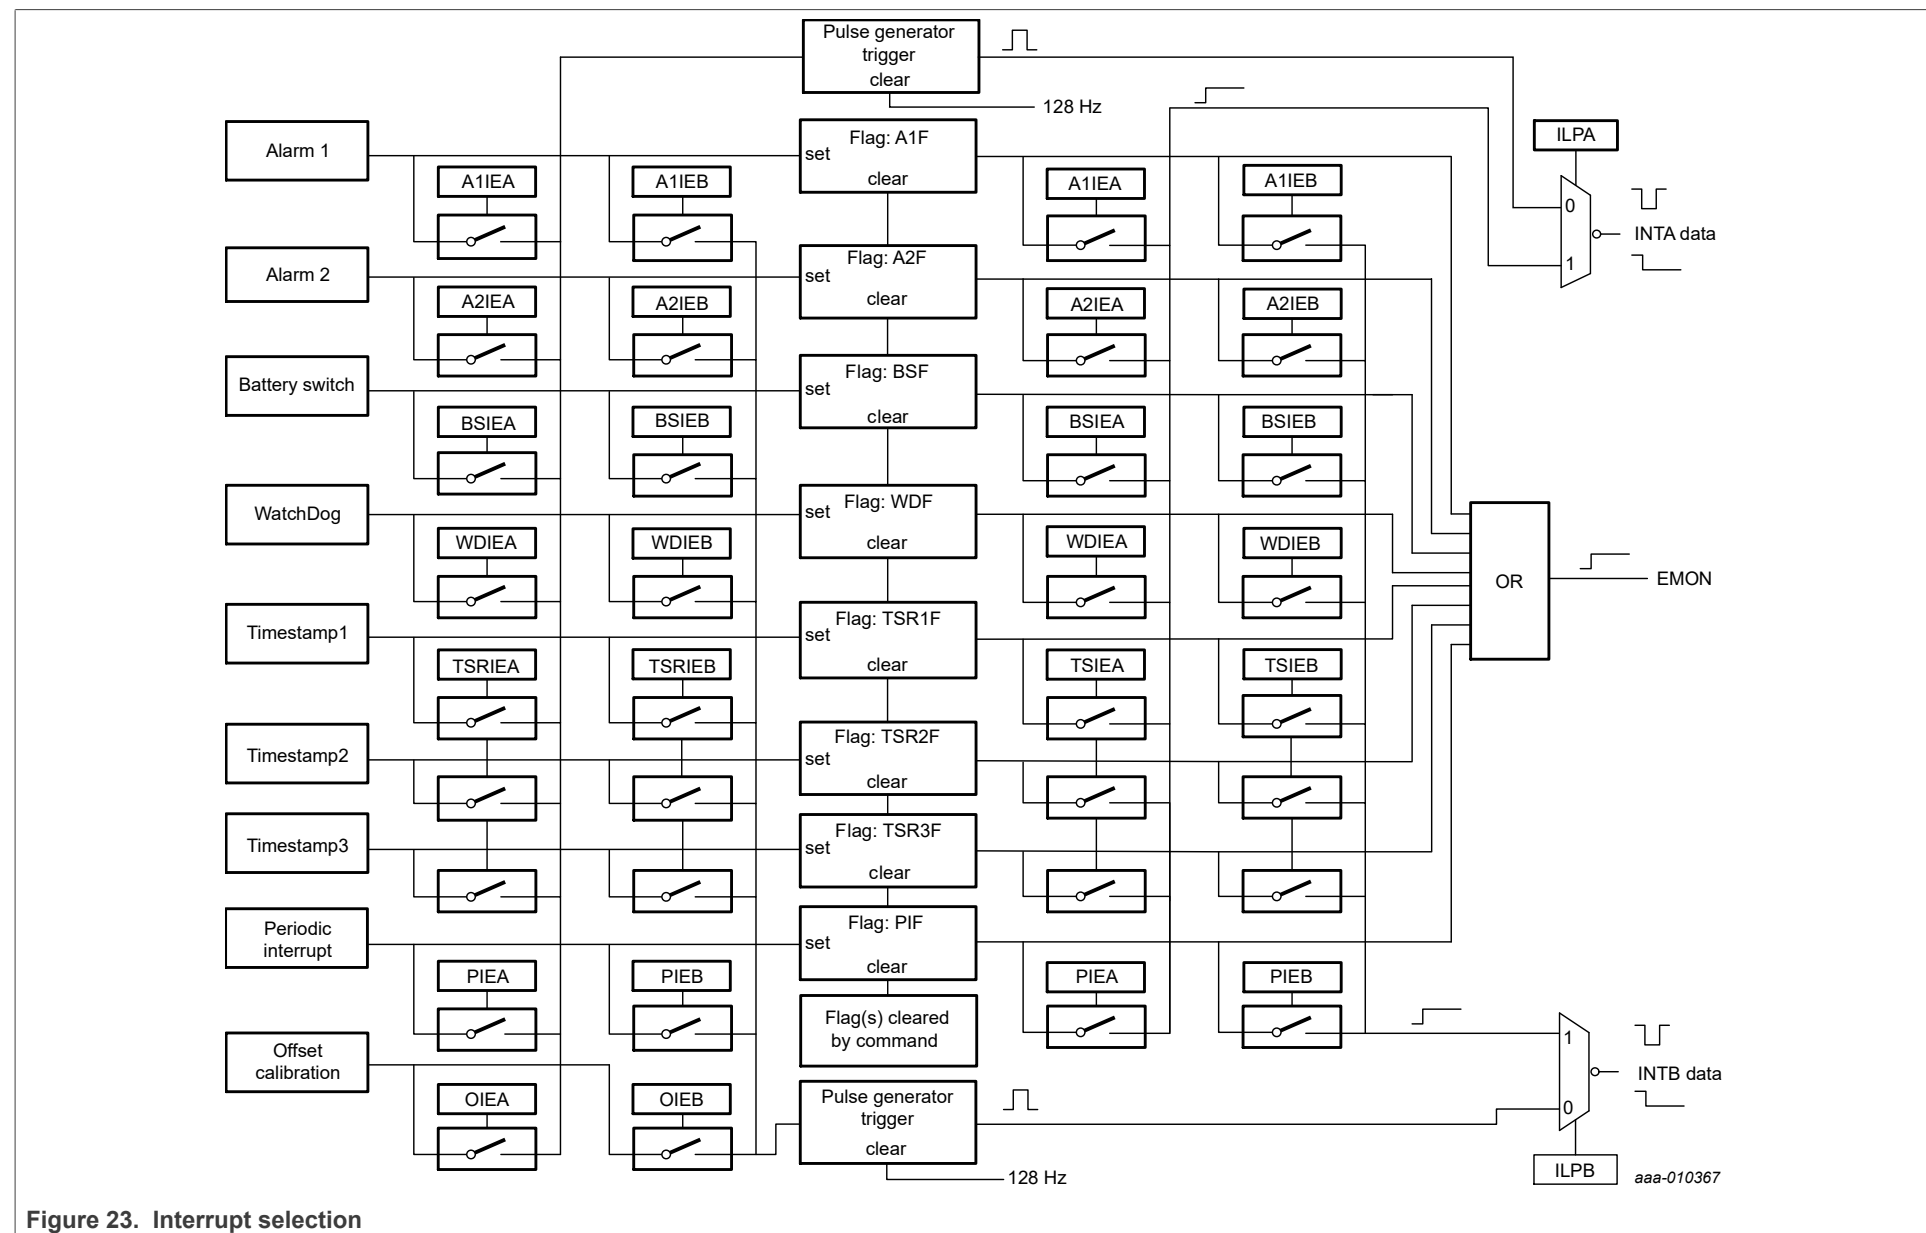 Pulse generator
trigger
clear
128 Hz
Alarm 1
A1IEA
A1IEB
Flag: A1F
set
clear
A1IEA
A1IEB
ILPA
0
1
INTA data
Alarm 2
A2IEA
A2IEB
Flag: A2F
set
clear
A2IEA
A2IEB
Battery switch
BSIEA
BSIEB
Flag: BSF
set
clear
BSIEA
BSIEB
WatchDog
WDIEA
WDIEB
Flag: WDF
set
clear
WDIEA
WDIEB
OR
EMON
Timestamp1
TSRIEA
TSRIEB
Flag: TSR1F
set
clear
TSIEA
TSIEB
Timestamp2
Flag: TSR2F
set
clear
Timestamp3
Flag: TSR3F
set
clear
Periodic
interrupt
PIEA
PIEB
Flag: PIF
set
clear
PIEA
PIEB
Flag(s) cleared
by command
Offset
calibration
OIEA
OIEB
Pulse generator
trigger
clear
128 Hz
1
0
INTB data
ILPB
aaa-010367
Figure 23. Interrupt selection